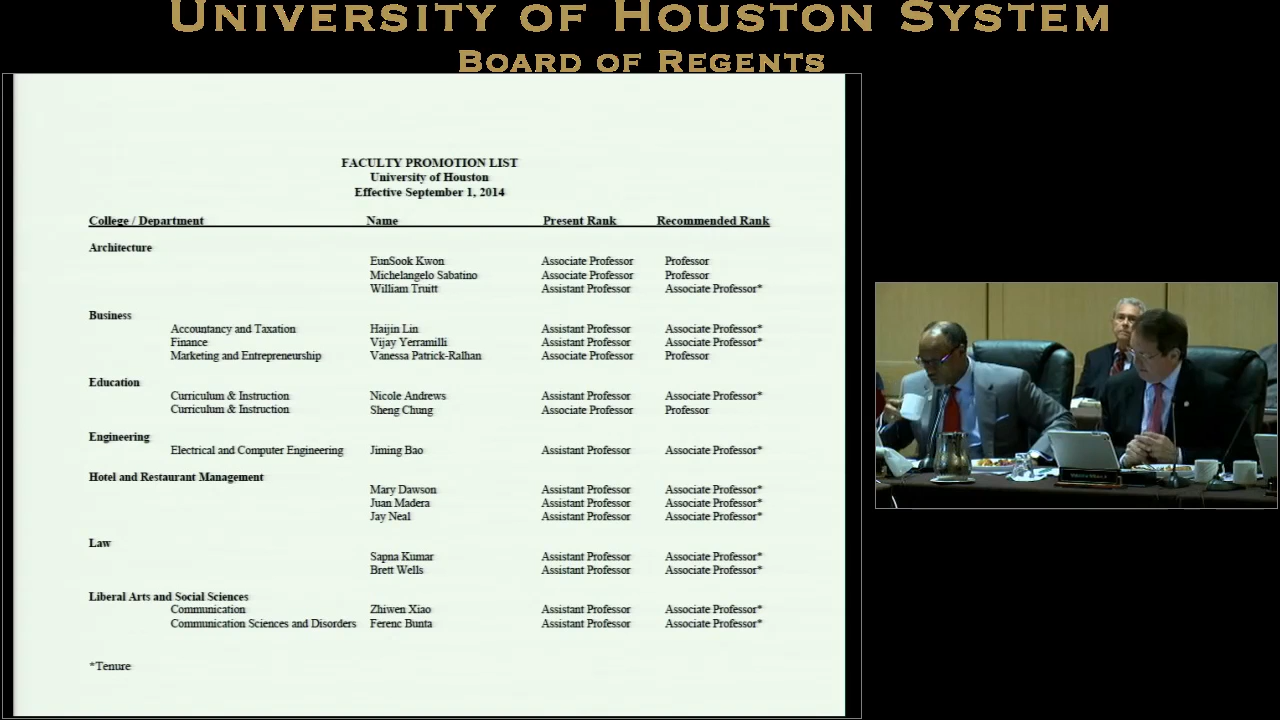 University of Houston System
Board of Regents
FACULTY PROMOTION LIST
University of Houston
Effective September 1, 2014
College / Department Name Present Rank Recommended Rank
Architecture
EunSook Kwon Associate Professor Professor
Michelangelo Sabatino Associate Professor Professor
William Truitt Assistant Professor Associate Professor*
Business
Accountancy and Taxation Haijin Lin Assistant Professor Associate Professor*
Finance Vijay Yerramilli Assistant Professor Associate Professor*
Marketing and Entrepreneurship Vanessa Patrick-Ralhan Associate Professor Professor
Education
Curriculum & Instruction Nicole Andrews Assistant Professor Associate Professor*
Curriculum & Instruction Sheng Chung Associate Professor Professor
Engineering
Electrical and Computer Engineering Jiming Bao Assistant Professor Associate Professor*
Hotel and Restaurant Management
Mary Dawson Assistant Professor Associate Professor*
Juan Madera Assistant Professor Associate Professor*
Jay Neal Assistant Professor Associate Professor*
Law
Sapna Kumar Assistant Professor Associate Professor*
Brett Wells Assistant Professor Associate Professor*
Liberal Arts and Social Sciences
Communication Zhiwen Xiao Assistant Professor Associate Professor*
Communication Sciences and Disorders Ferenc Bunta Assistant Professor Associate Professor*
*Tenure